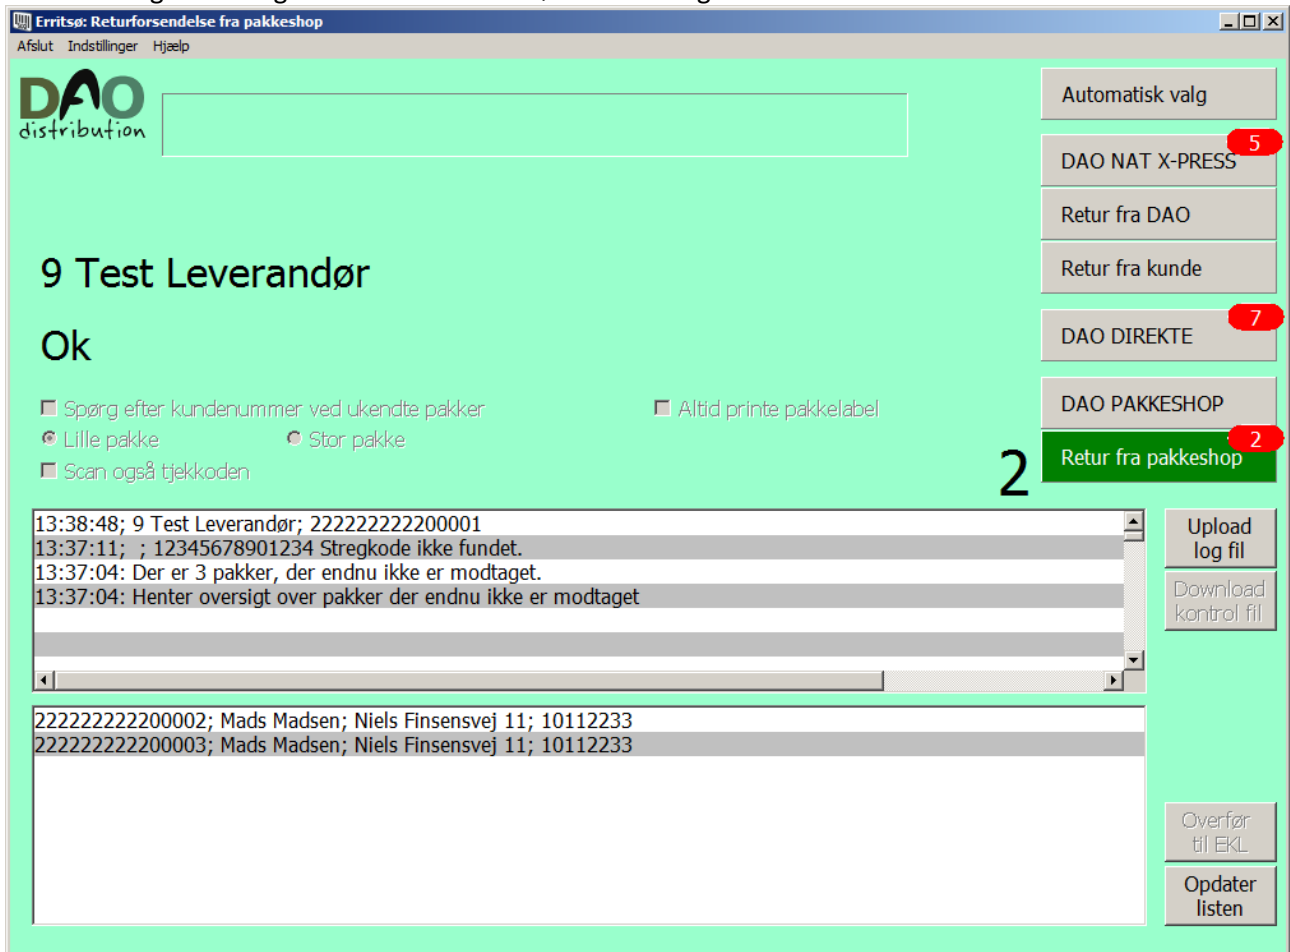 Erritsø: Returforsendelse fra pakkeshop
Afslut Indstillinger Hjælp
DAO
distribution
Automatisk valg
5
DAO NAT X-PRESS
Retur fra DAO
9 Test Leverandør
Retur fra kunde
7
DAO DIREKTE
Ok
Spørg efter kundenummer ved ukendte pakker
Altid printe pakkelabel
DAO PAKKESHOP
Lille pakke
Stor pakke
2
Retur fra pakkeshop
Scan også tjekkoden
2
13:38:48; 9 Test Leverandør; 222222222200001
13:37:11; ; 12345678901234 Stregkode ikke fundet.
13:37:04: Der er 3 pakker, der endnu ikke er modtaget.
13:37:04: Henter oversigt over pakker der endnu ikke er modtaget
Upload
log fil
Download
kontrol fil
222222222200002; Mads Madsen; Niels Finsensvej 11; 10112233
222222222200003; Mads Madsen; Niels Finsensvej 11; 10112233
Overfør
til EKL
Opdater
listen